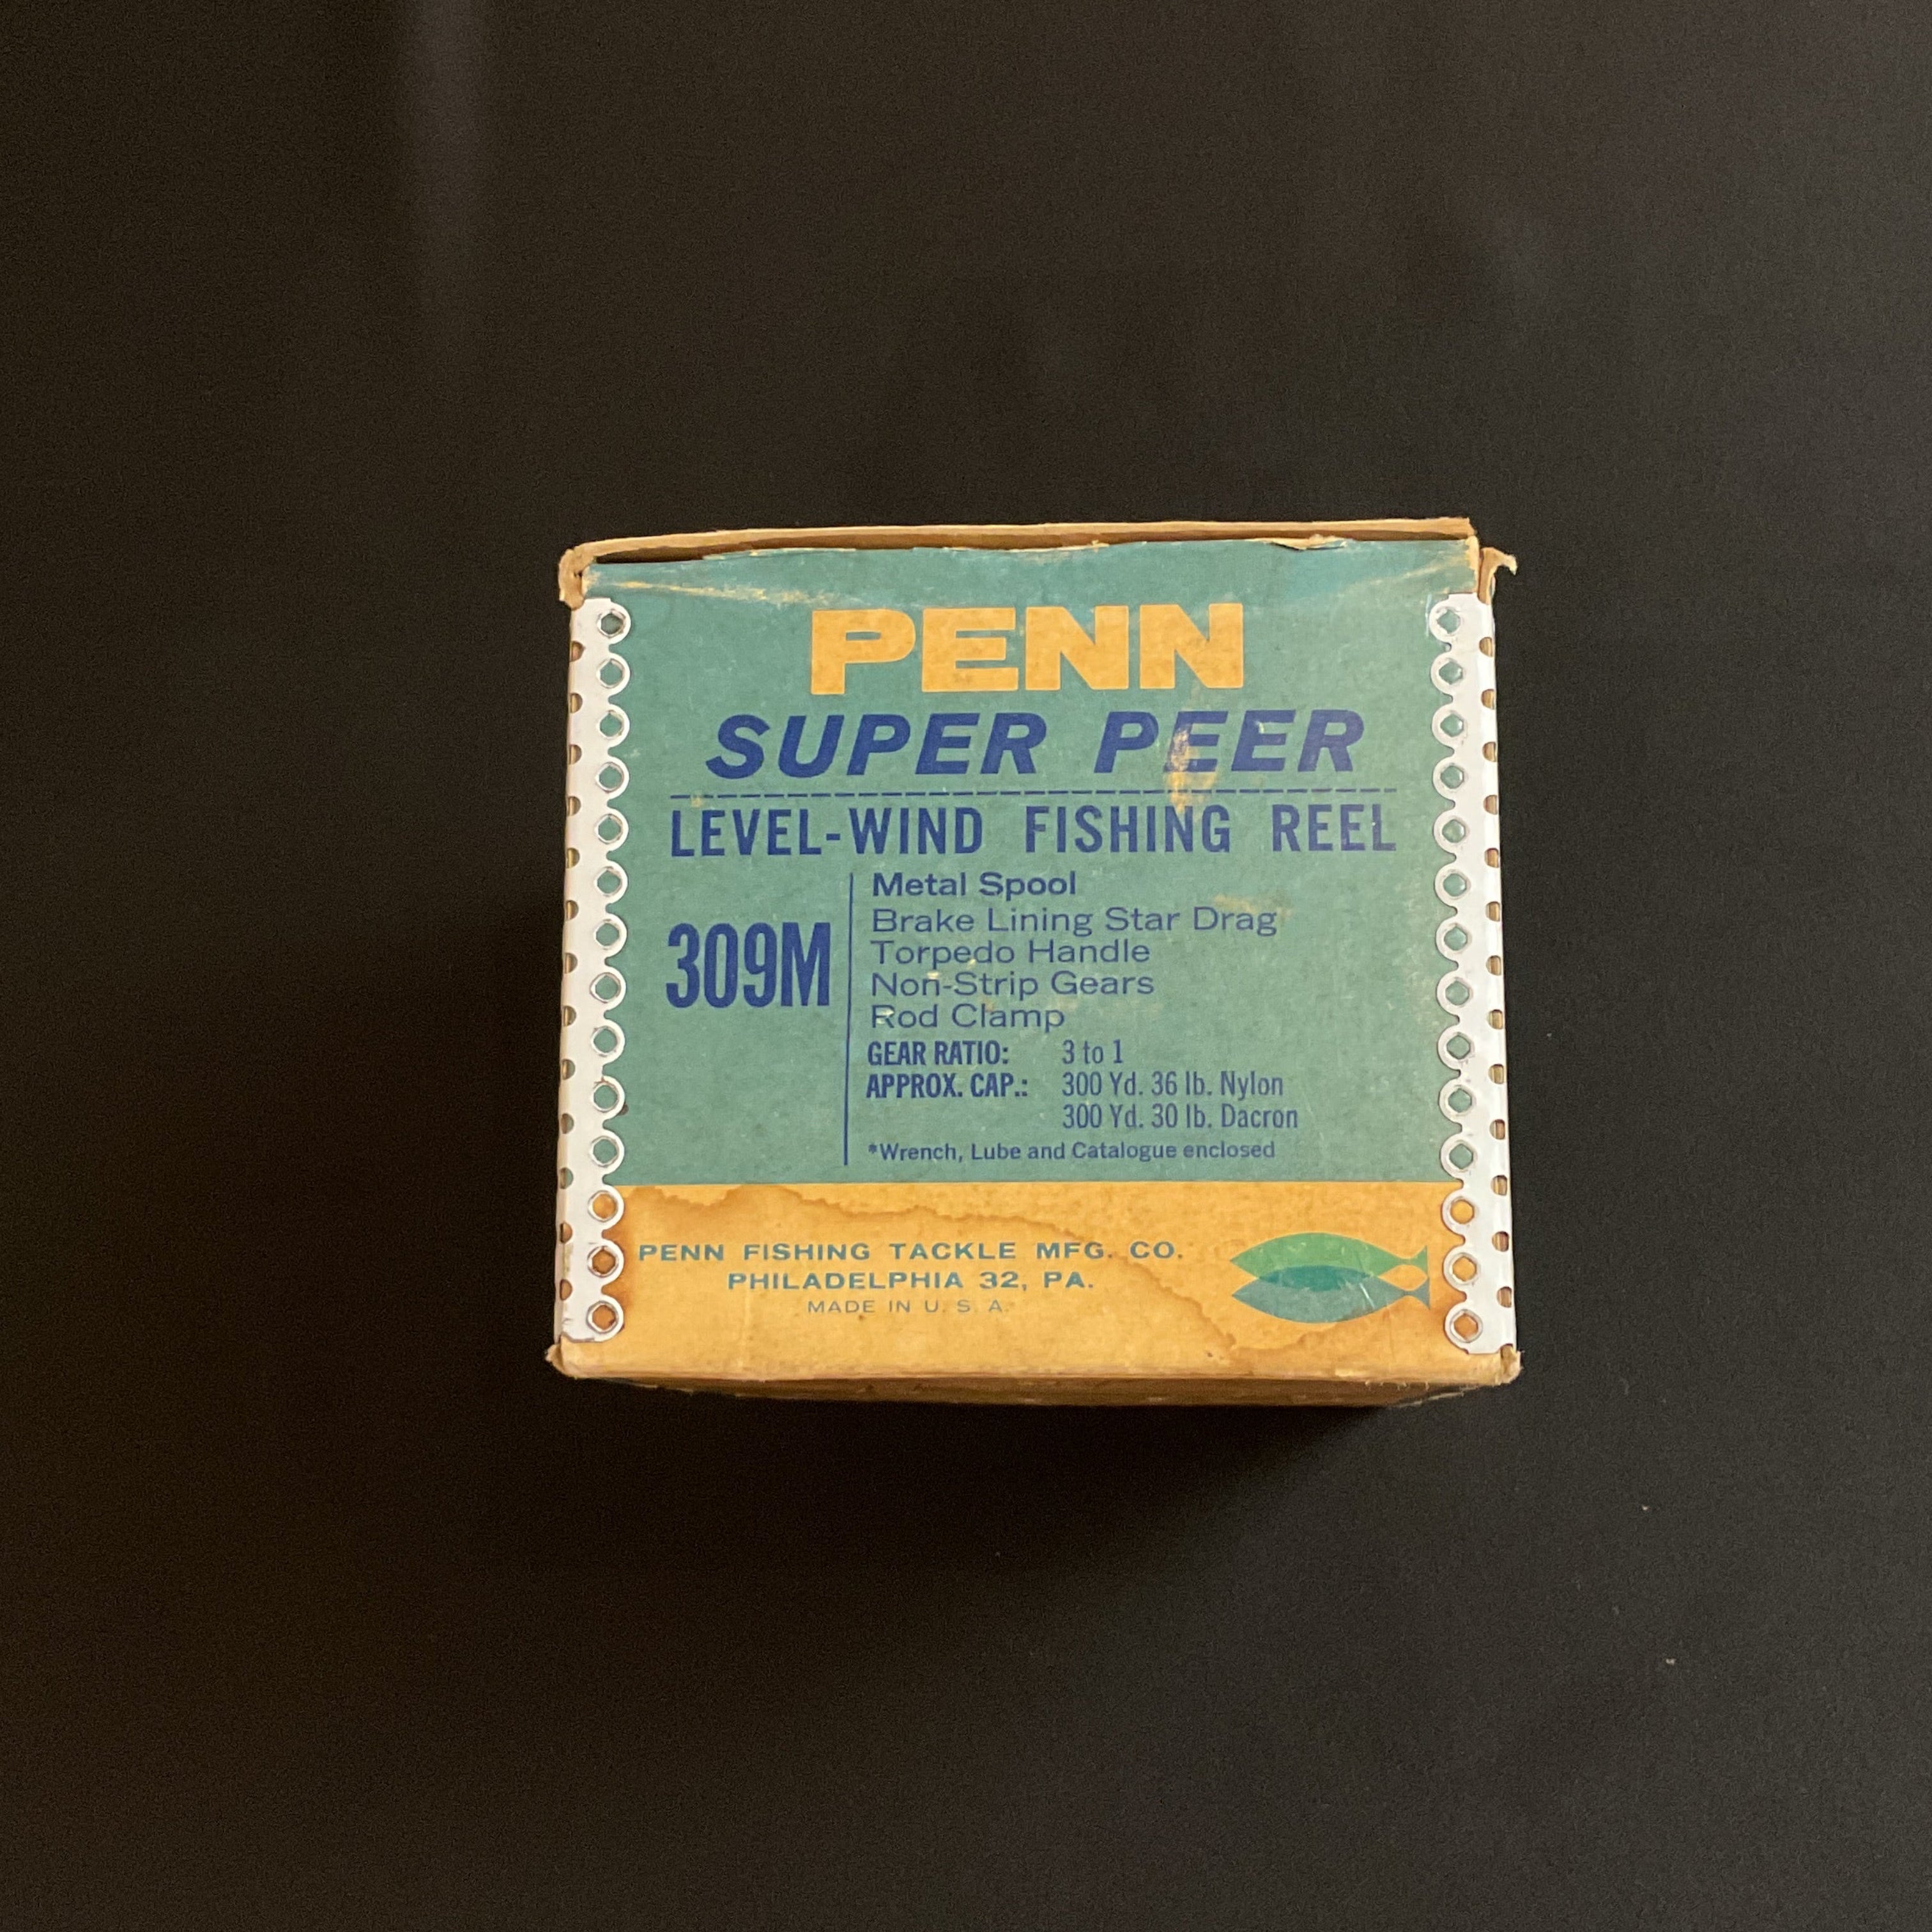 PENN
SUPER PEER
LEVEL-WIND FISHING REEL
309M
Metal Spool
Brake Lining Star Drag
Torpedo Handle
Non-Strip Gears
Rod Clamp
GEAR RATIO: 3 to 1
APPROX. CAP.: 300 Yd. 36 lb. Nylon
300 Yd. 30 lb. Dacron
*Wrench, Lube and Catalogue enclosed
PENN FISHING TACKLE MFG. CO.
PHILADELPHIA 32, PA.
MADE IN U. S. A.